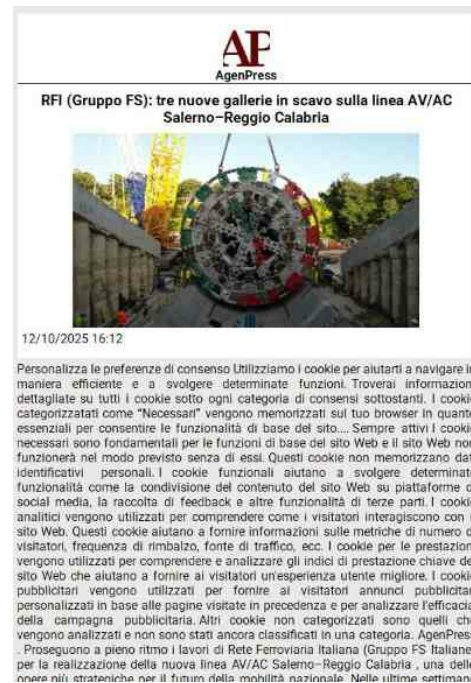 AP
AgenPress
RFI (Gruppo FS): tre nuove gallerie in scavo sulla linea AV/AC
Salerno–Reggio Calabria
12/10/2025 16:12
Personalizza le preferenze di consenso Utilizziamo i cookie per aiutarti a navigare in
maniera efficiente e a svolgere determinate funzioni. Troverai informazion
dettagliate su tutti i cookie sotto ogni categoria di consensi sottostanti. I cookie
categorizzatati come “Necessari” vengono memorizzati sul tuo browser in quanto
essenziali per consentire le funzionalità di base del sito.... Sempre attivi I cookie
necessari sono fondamentali per le funzioni di base del sito Web e il sito Web non
funzionerà nel modo previsto senza di essi. Questi cookie non memorizzano dat
identificativi personali. I cookie funzionali aiutano a svolgere determinate
funzionalità come la condivisione del contenuto del sito Web su piattaforme d
social media, la raccolta di feedback e altre funzionalità di terze parti. I cookie
analitici vengono utilizzati per comprendere come i visitatori interagiscono con i
sito Web. Questi cookie aiutano a fornire informazioni sulle metriche di numero d
visitatori, frequenza di rimbalzo, fonte di traffico, ecc. I cookie per le prestazion
vengono utilizzati per comprendere e analizzare gli indici di prestazione chiave de
sito Web che aiutano a fornire ai visitatori un'esperienza utente migliore. I cookie
pubblicitari vengono utilizzati per fornire ai visitatori annunci pubblicitar
personalizzati in base alle pagine visitate in precedenza e per analizzare l'efficacia
della campagna pubblicitaria. Altri cookie non categorizzati sono quelli che
vengono analizzati e non sono stati ancora classificati in una categoria. AgenPress
. Proseguono a pieno ritmo i lavori di Rete Ferroviaria Italiana (Gruppo FS Italiane
per la realizzazione della nuova linea AV/AC Salerno–Reggio Calabria , una delle
opere più strategiche per il futuro della mobilità nazionale. Nelle ultime settimane